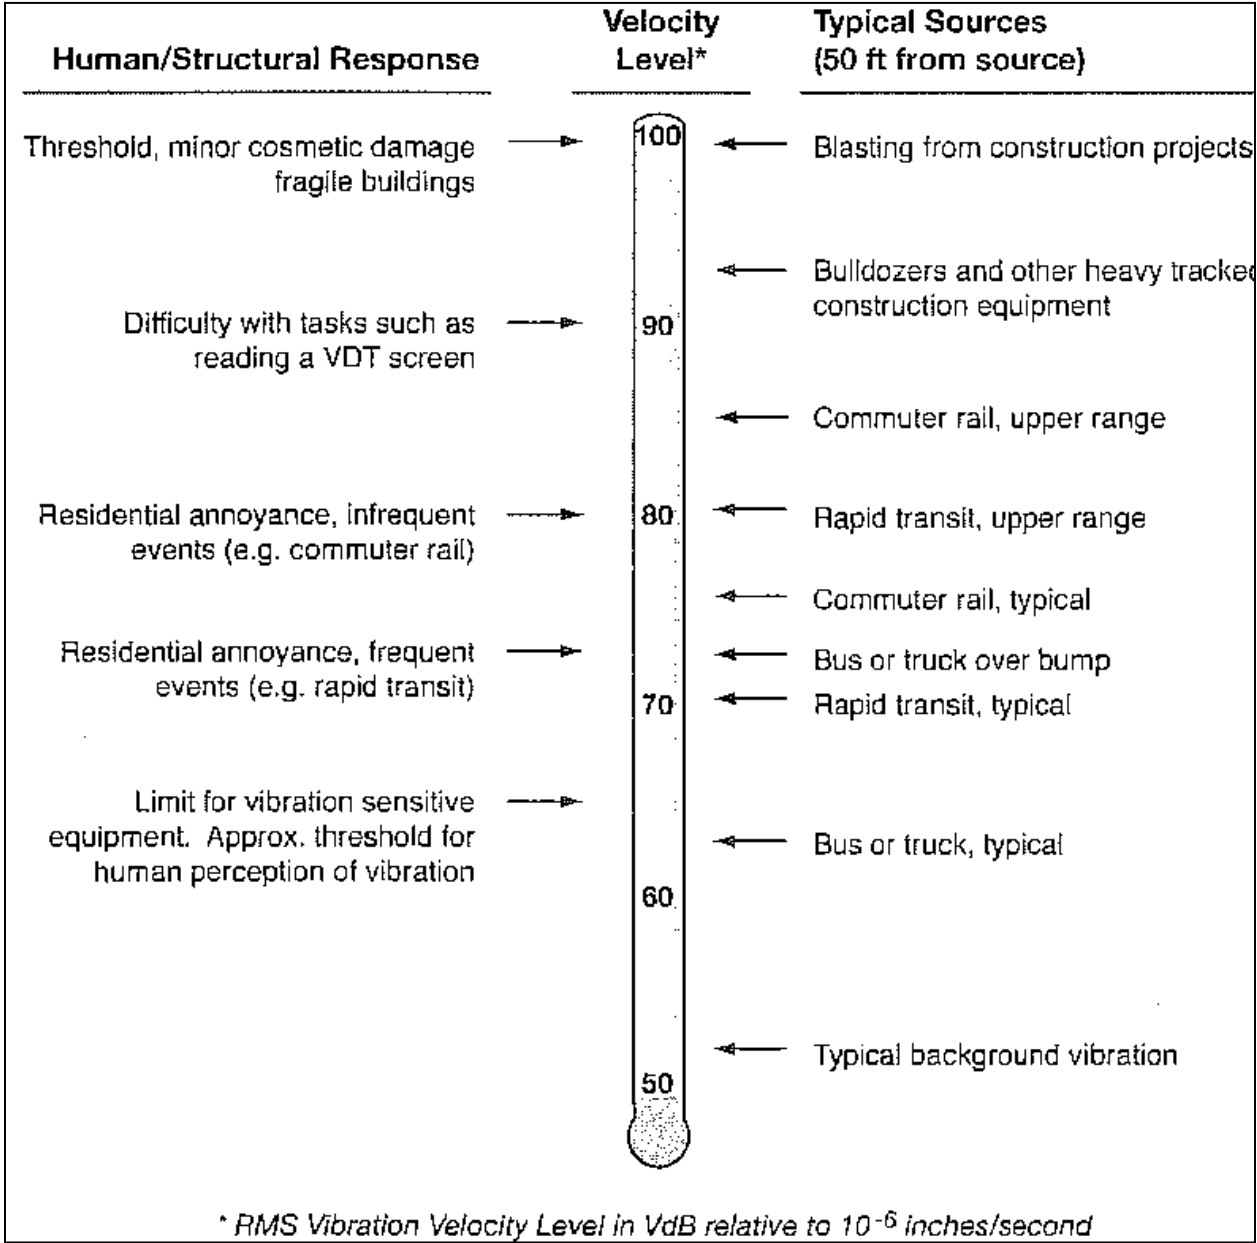 Human/Structural Response
Velocity
Level*
Typical Sources
(50 ft from source)
Threshold, minor cosmetic damage
fragile buildings
Difficulty with tasks such as
reading a VDT screen
Residential annoyance, infrequent
events (e.g. commuter rail)
Residential annoyance, frequent
events (e.g. rapid transit)
Limit for vibration sensitive
equipment. Approx. threshold for
human perception of vibration
100
90
80
70
60
50
Blasting from construction projects
Bulldozers and other heavy tracked
construction equipment
Commuter rail, upper range
Rapid transit, upper range
Commuter rail, typical
Bus or truck over bump
Rapid transit, typical
Bus or truck, typical
Typical background vibration
* RMS Vibration Velocity Level in VdB relative to 10⁻⁶ inches/second